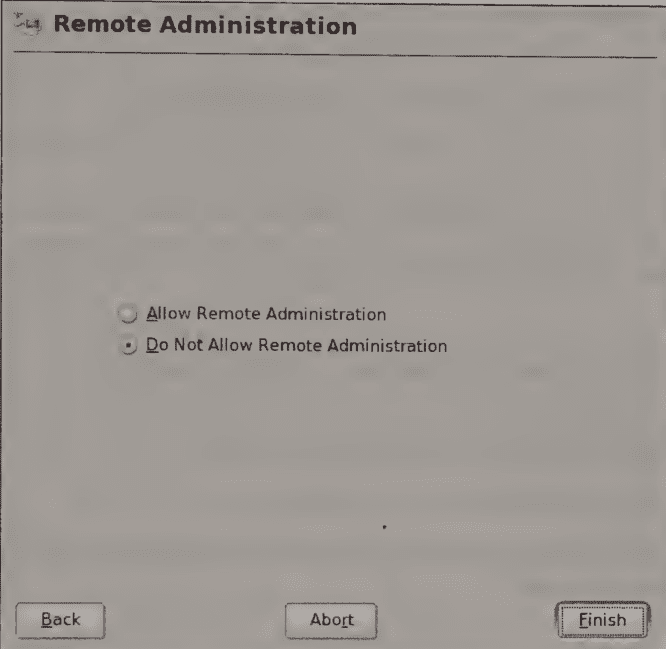 Remote Administration
Allow Remote Administration
Do Not Allow Remote Administration
Back Abort Finish